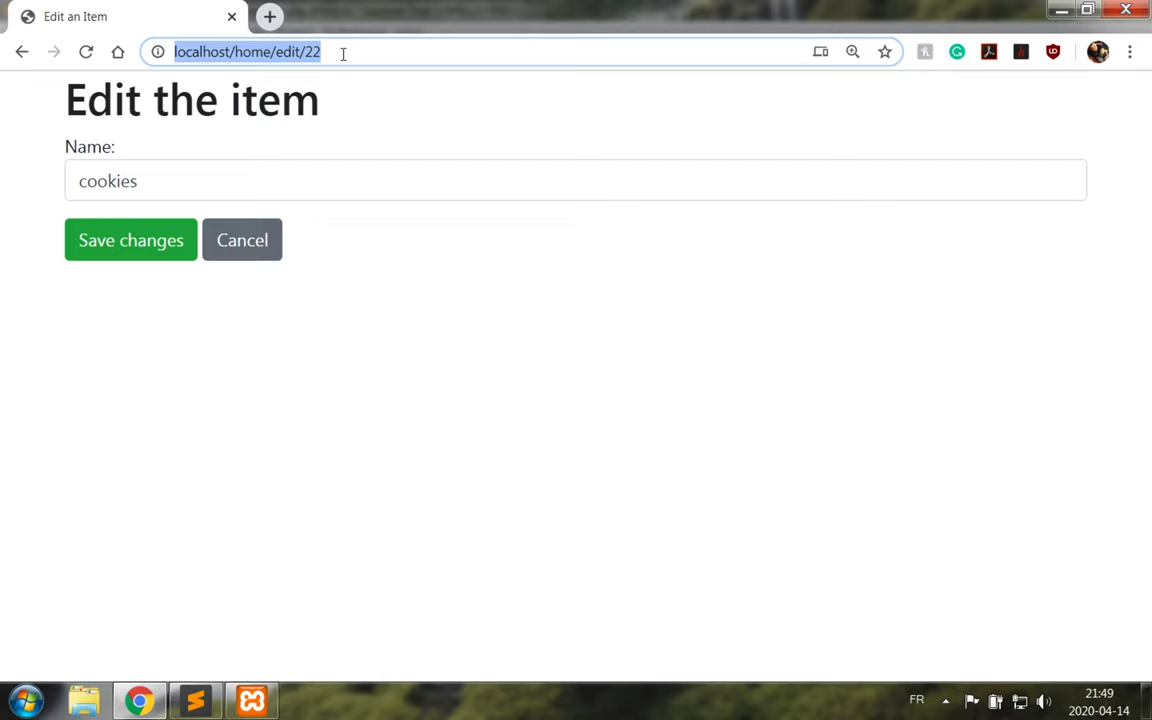 Edit an Item
localhost/home/edit/22
Edit the item
Name:
cookies
Save changes
Cancel
FR
21:49
2020-04-14